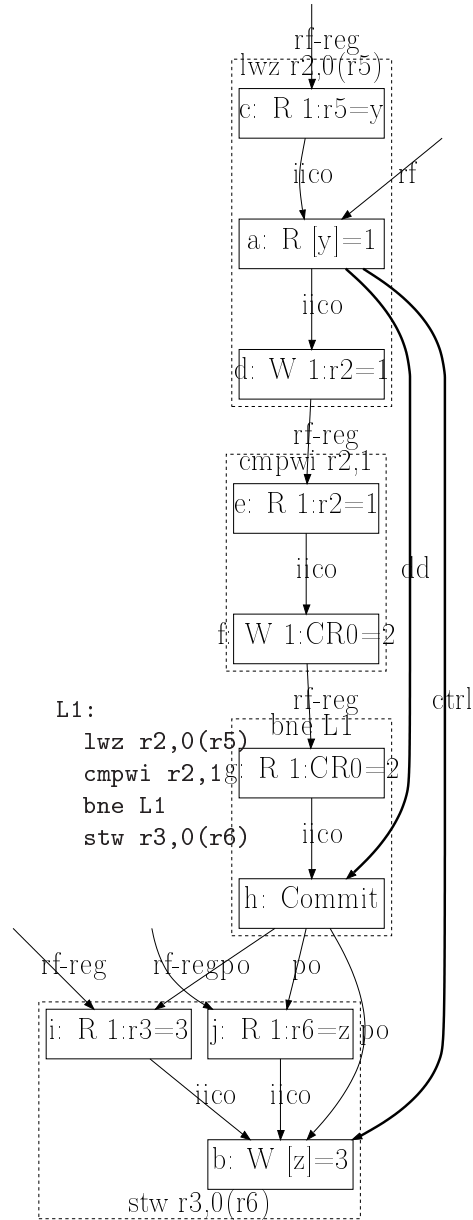 rf-reg
lwz r2,0(r5)
c: R 1:r5=y
iico
rf
a: R [y]=1
iico
d: W 1:r2=1
rf-reg
cmpwi r2,1
e: R 1:r2=1
iico
dd
f: W 1:CR0=2
rf-reg
ctrl
bne L1
L1:
lwz r2,0(r5)
cmpwi r2,1
bne L1
stw r3,0(r6)
g: R 1:CR0=2
iico
h: Commit
rf-reg
rf-reg
po
po
i: R 1:r3=3
j: R 1:r6=z
po
iico
iico
b: W [z]=3
stw r3,0(r6)